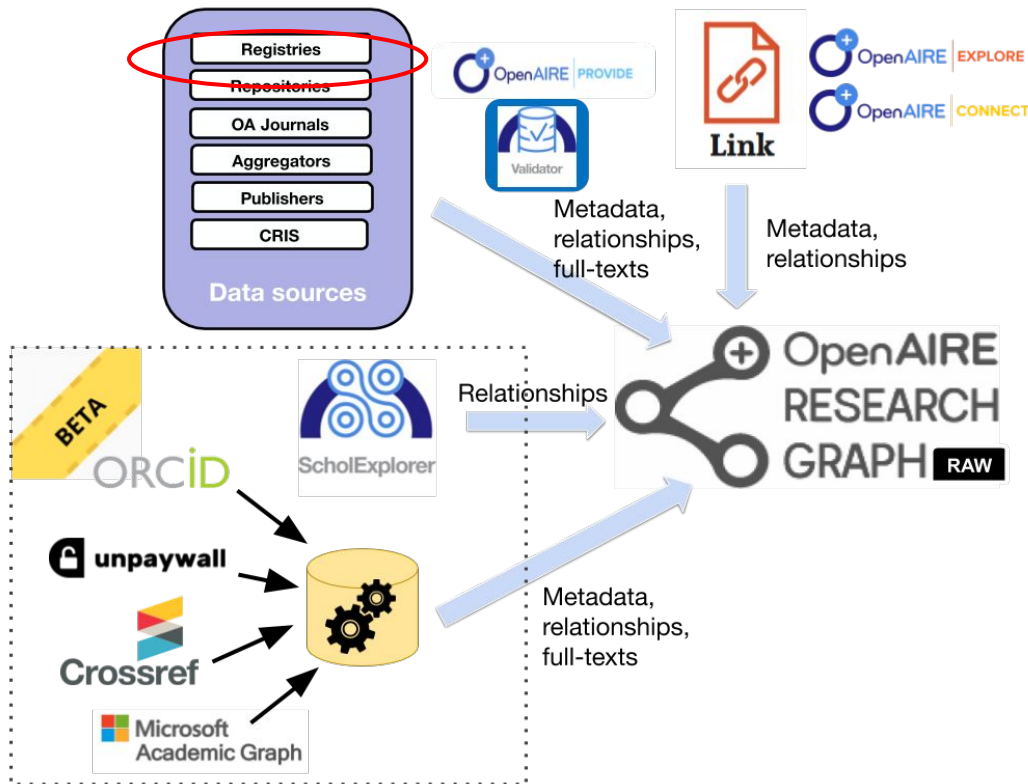 Registries
Repositories
OA Journals
Aggregators
Publishers
CRIS
Data sources
OpenAIRE PROVIDE
Validator
Link
OpenAIRE EXPLORE
OpenAIRE CONNECT
Metadata,
relationships,
full-texts
Metadata,
relationships
BETA
ORCID
ScholExplorer
Relationships
OpenAIRE
RESEARCH
GRAPH RAW
unpaywall
Crossref
Microsoft
Academic Graph
Metadata,
relationships,
full-texts